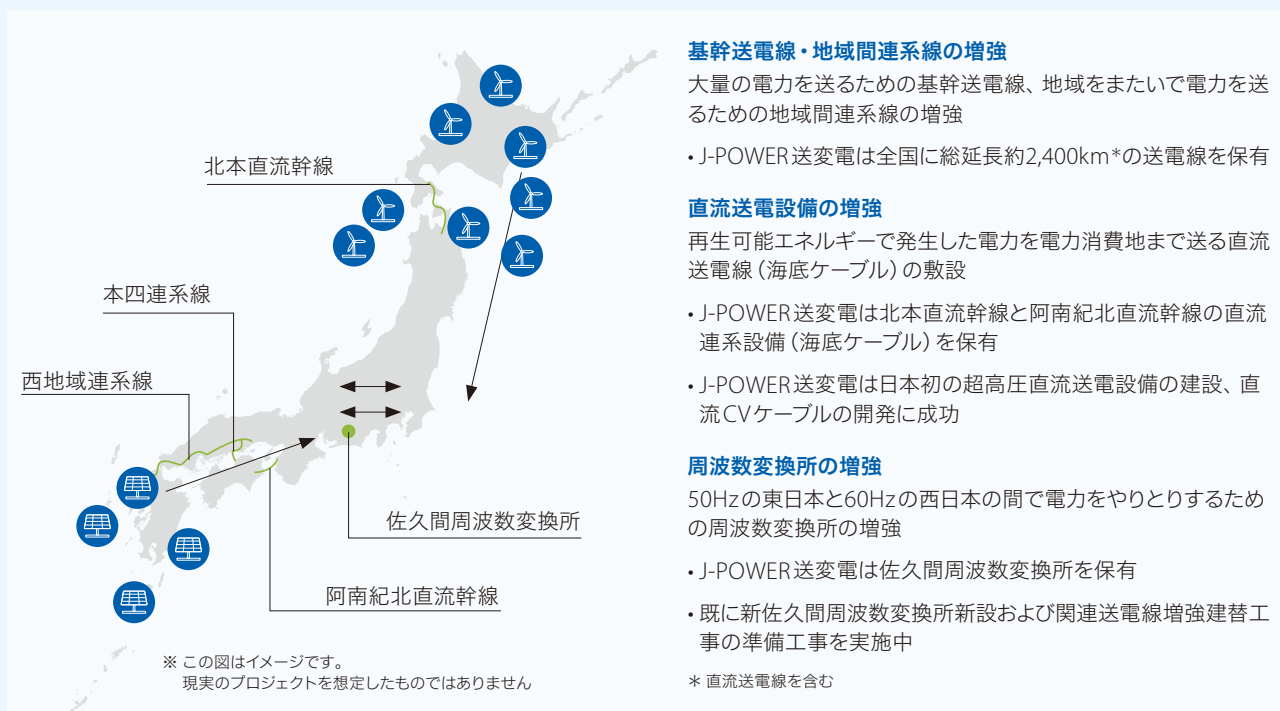 北本直流幹線
本四連系線
西地域連系線
佐久間周波数変換所
阿南紀北直流幹線
※ この図はイメージです。
現実のプロジェクトを想定したものではありません
基幹送電線・地域間連系線の増強
大量の電力を送るための基幹送電線、地域をまたいで電力を送
るための地域間連系線の増強
• J-POWER送変電は全国に総延長約2,400km*の送電線を保有
直流送電設備の増強
再生可能エネルギーで発生した電力を電力消費地まで送る直流
送電線（海底ケーブル）の敷設
• J-POWER送変電は北本直流幹線と阿南紀北直流幹線の直流
連系設備（海底ケーブル）を保有
• J-POWER送変電は日本初の超高圧直流送電設備の建設、直
流CVケーブルの開発に成功
周波数変換所の増強
50Hzの東日本と60Hzの西日本の間で電力をやりとりするため
の周波数変換所の増強
• J-POWER送変電は佐久間周波数変換所を保有
• 既に新佐久間周波数変換所新設および関連送電線増強建替工
事の準備工事を実施中
＊ 直流送電線を含む